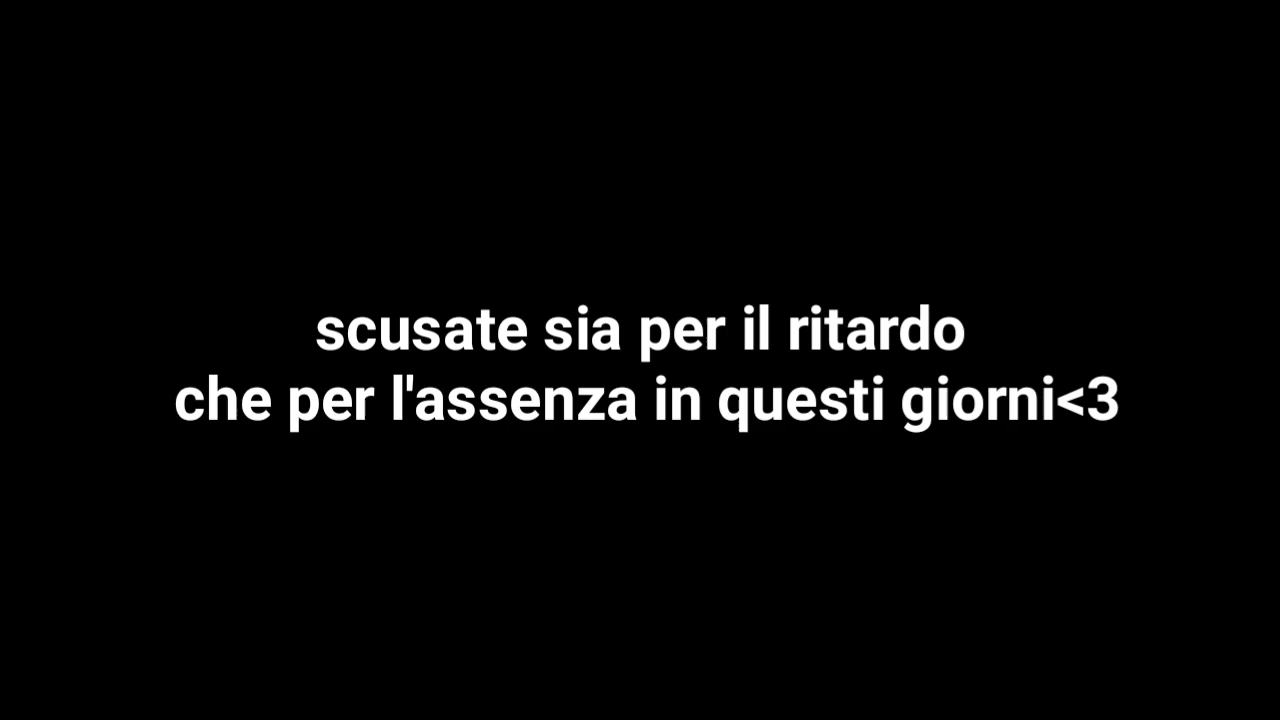 scusate sia per il ritardo
che per l'assenza in questi giorni<3